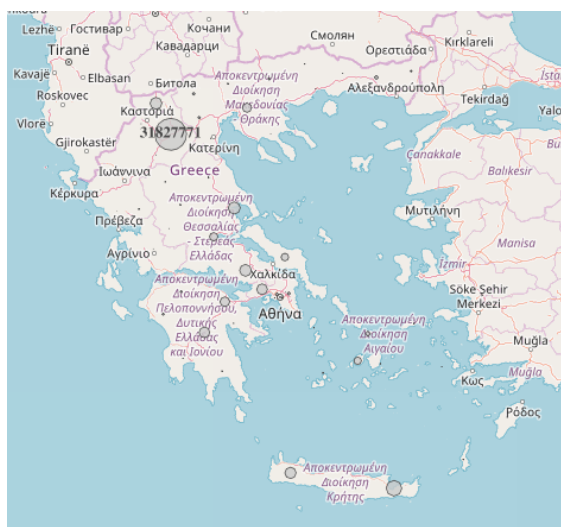 Lezhë
Гостивар
Кочани
Смолян
Ορεστιάδα
Kırklareli
Tiranë
Кавадарци
Kavajë
Elbasan
Битола
Αποκεντρωμένη
Διοίκηση
Μακεδονίας
Θράκης
Αλεξανδρούπολη
Tekirdağ
Roskovec
Καστοριά
Vlorë
31827771
Gjirokastër
Κατερίνη
Çanakkale
Balıkesir
Ιωάννινα
Greece
Κέρκυρα
Αποκεντρωμένη
Διοίκηση
Θεσσαλίας
- Στερεάς
Ελλάδας
Πρέβεζα
Μυτιλήνη
Manisa
Αγρίνιο
İzmir
Χαλκίδα
Αποκεντρωμένη
Διοίκηση
Πελοποννήσου,
Δυτικής
Ελλάδας
και Ιονίου
Αθήνα
Söke Şehir
Merkezi
Αποκεντρωμένη
Διοίκηση
Αιγαίου
Muğla
Κως
Muğla
Ρόδος
Αποκεντρωμένη
Διοίκηση
Κρήτης